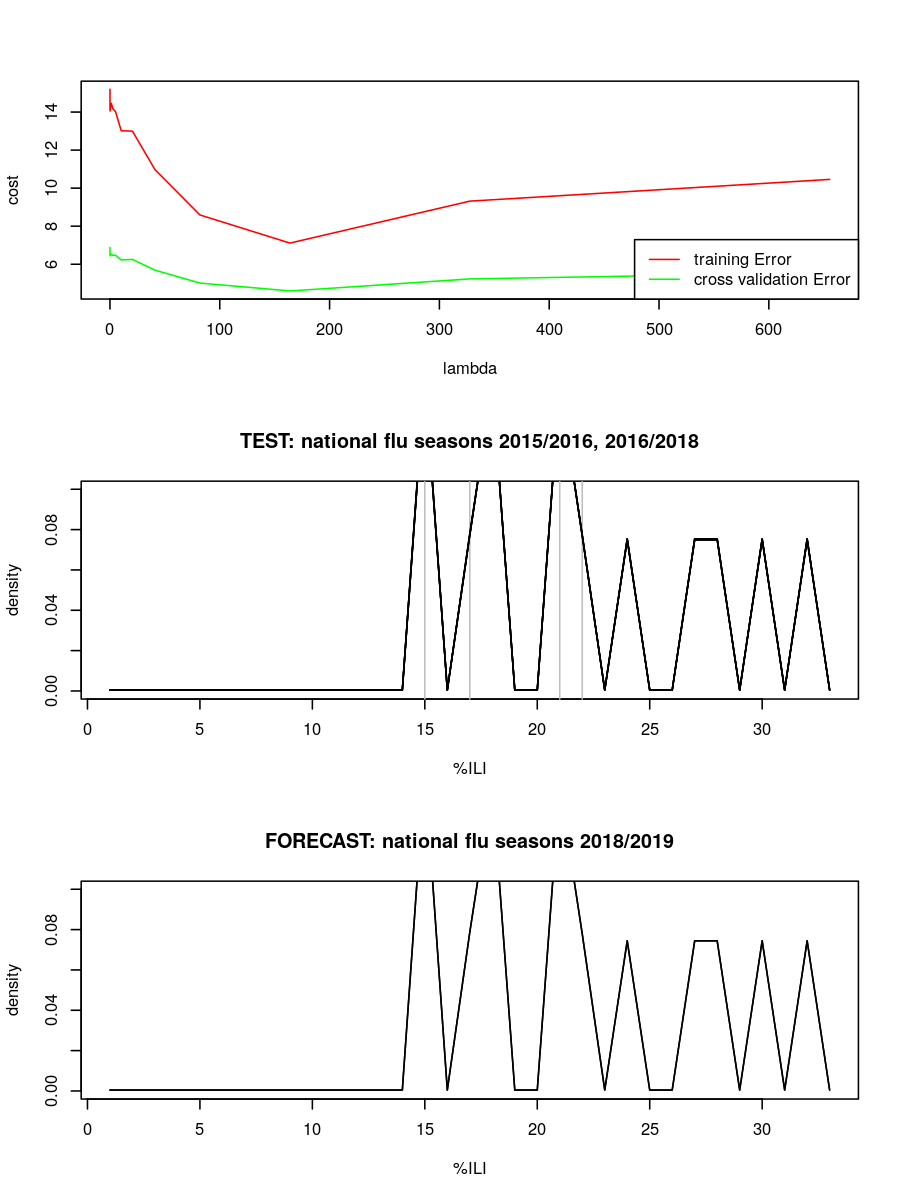 14
12
10
8
6
cost
training Error
cross validation Error
0 100 200 300 400 500 600
lambda
TEST: national flu seasons 2015/2016, 2016/2018
0.08
0.04
0.00
density
0 5 10 15 20 25 30
%ILI
FORECAST: national flu seasons 2018/2019
0.08
0.04
0.00
density
0 5 10 15 20 25 30
%ILI